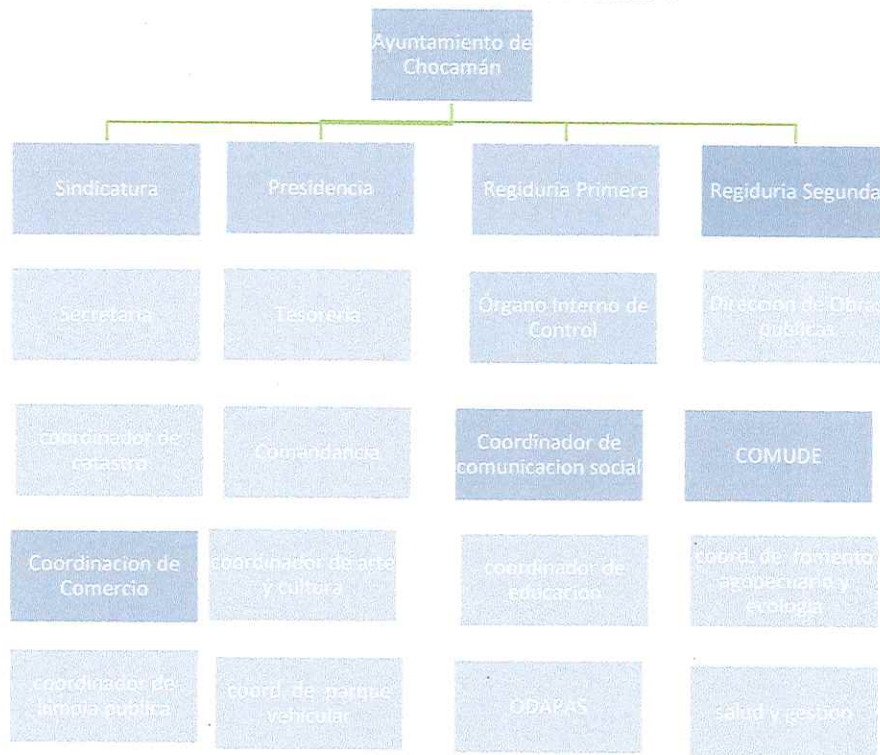 Ayuntamiento de
Chocamán
Sindicatura
Presidencia
Regiduria Primera
Regiduria Segunda
Secretaria
Tesoreria
Órgano Interno de
Control
Direccion de Obras
publicas
coordinador de
catastro
Comandancia
Coordinador de
comunicacion social
COMUDE
Coordinacion de
Comercio
coordinador de arte
y cultura
coordinador de
educacion
coord. de fomento
agopecuario y
ecologia
coordinador de
limpia publica
coord. de parque
vehicular
ODAPAS
salud y gestion